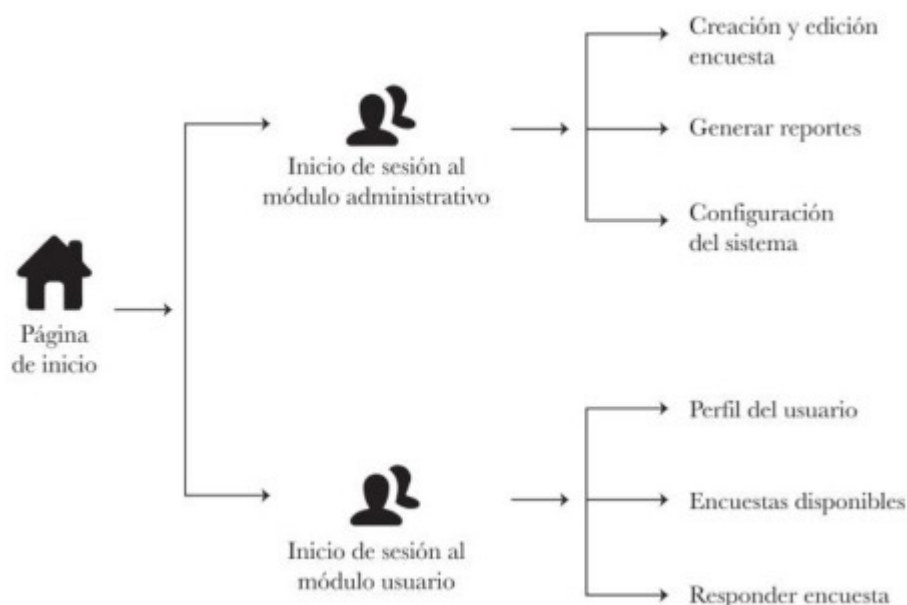 Creación y edición
encuesta
Generar reportes
Inicio de sesión al
módulo administrativo
Configuración
del sistema
Página
de inicio
Perfil del usuario
Encuestas disponibles
Inicio de sesión al
módulo usuario
Responder encuesta